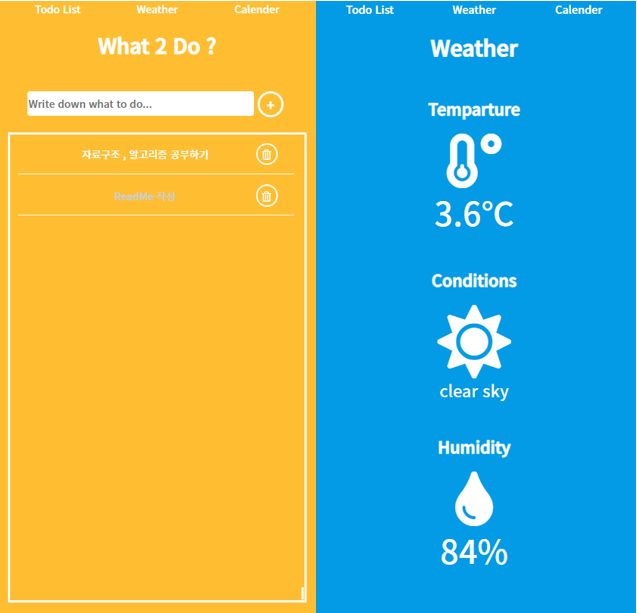 Todo List Weather Calender
What 2 Do ?
Write down what to do...
+
자료구조 , 알고리즘 공부하기
ReadMe 작성
Todo List Weather Calender
Weather
Temparture
3.6°C
Conditions
clear sky
Humidity
84%